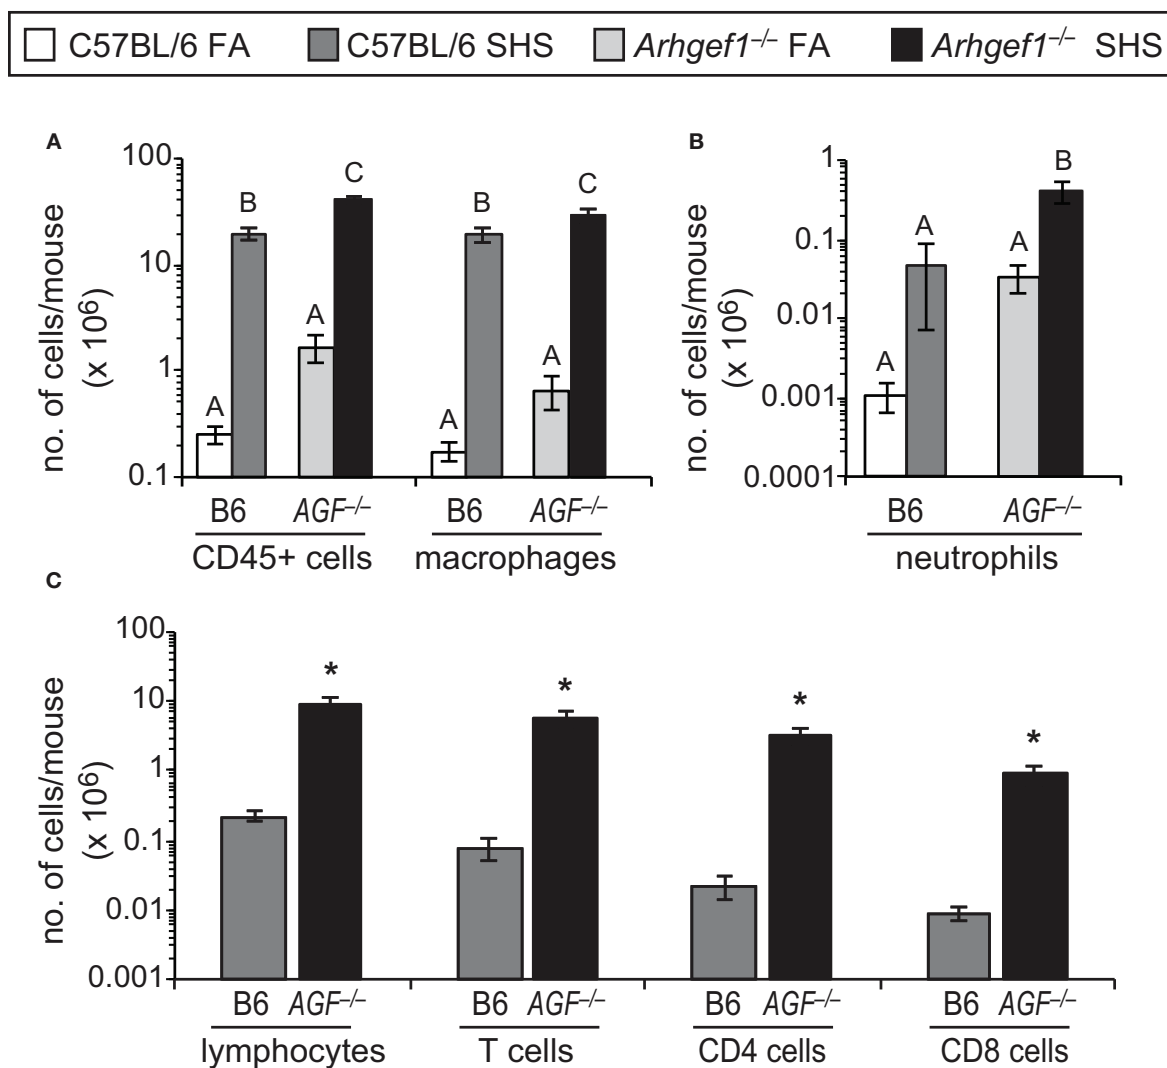 C57BL/6 FA C57BL/6 SHS Arhgef1–/– FA Arhgef1–/– SHS
A
no. of cells/mouse
(x 10⁶)
100
10
1
0.1
A
B
A
C
A
B
A
C
B6 AGF–/– B6 AGF–/–
CD45+ cells macrophages
B
no. of cells/mouse
(x 10⁶)
1
0.1
0.01
0.001
0.0001
A
A
A
B
B6 AGF–/–
neutrophils
C
no. of cells/mouse
(x 10⁶)
100
10
1
0.1
0.01
0.001
*
*
*
*
B6 AGF–/– B6 AGF–/– B6 AGF–/– B6 AGF–/–
lymphocytes T cells CD4 cells CD8 cells